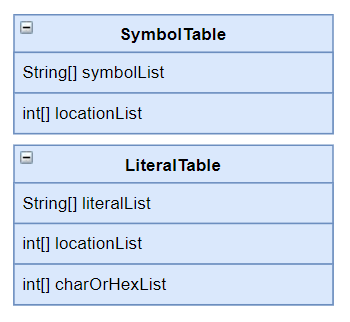 SymbolTable
String[] symbolList
int[] locationList
LiteralTable
String[] literalList
int[] locationList
int[] charOrHexList